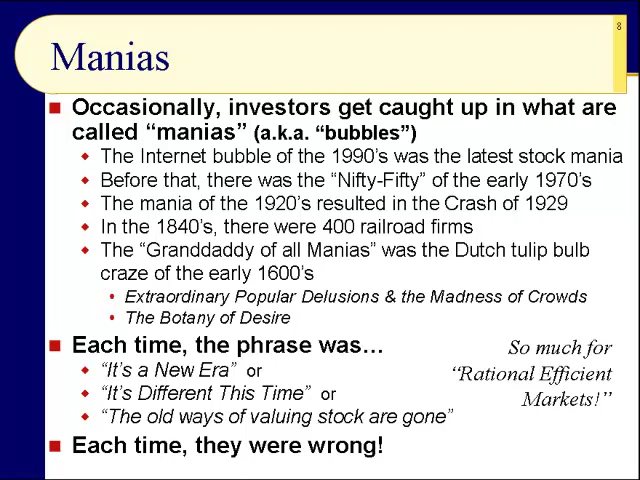 8
Manias
Occasionally, investors get caught up in what are
called “manias” (a.k.a. “bubbles”)
The Internet bubble of the 1990’s was the latest stock mania
Before that, there was the “Nifty-Fifty” of the early 1970’s
The mania of the 1920’s resulted in the Crash of 1929
In the 1840’s, there were 400 railroad firms
The “Granddaddy of all Manias” was the Dutch tulip bulb
craze of the early 1600’s
Extraordinary Popular Delusions & the Madness of Crowds
The Botany of Desire
Each time, the phrase was…
“It’s a New Era” or
“It’s Different This Time” or
“The old ways of valuing stock are gone”
So much for
“Rational Efficient
Markets!”
Each time, they were wrong!